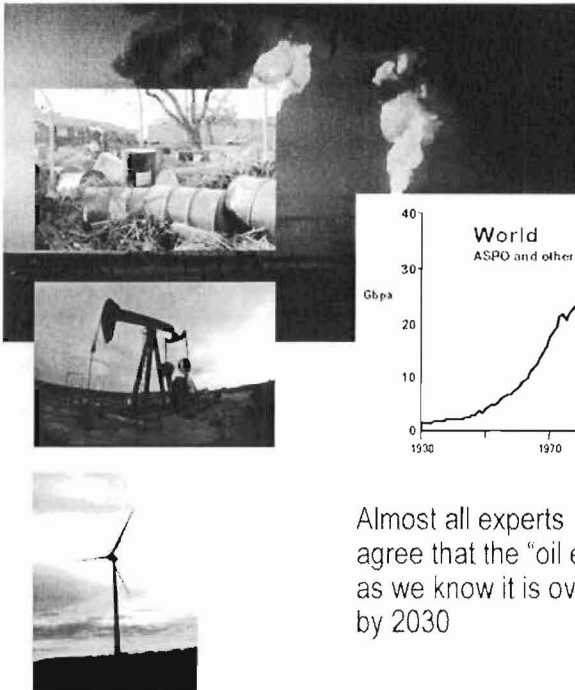 40
World
ASPO and other
30
Gbpa
20
10
0
1930 1970
Almost all experts
agree that the “oil e
as we know it is ov
by 2030